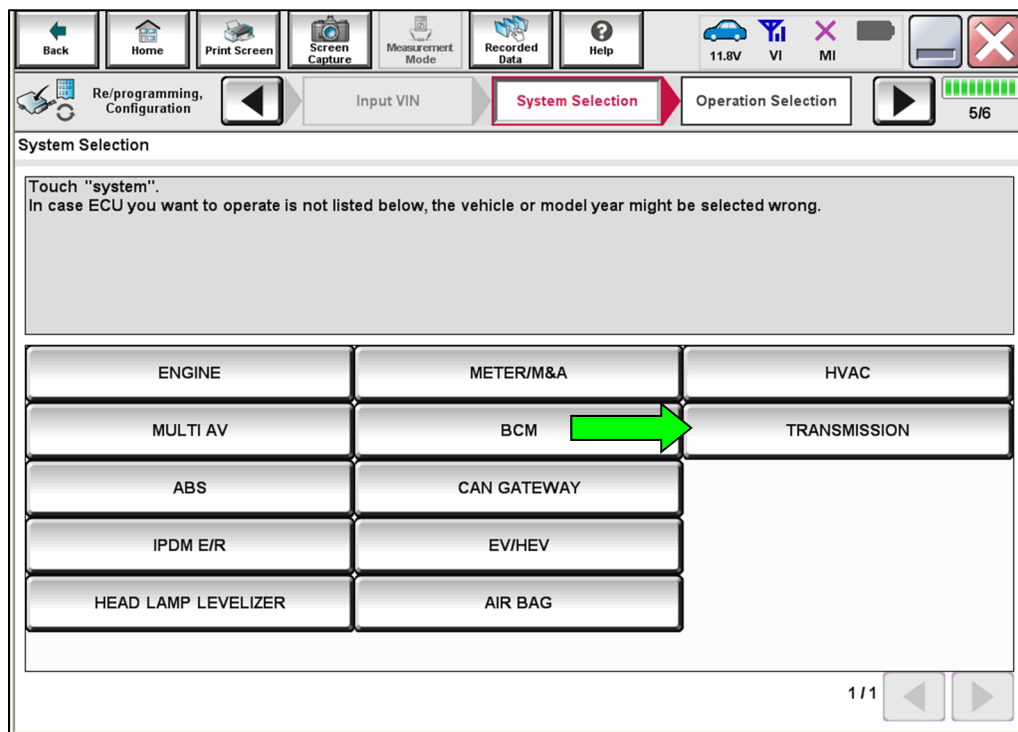 Back
Home
Print Screen
Screen
Capture
Measurement
Mode
Recorded
Data
Help
11.8V
VI
MI
Re/programming,
Configuration
Input VIN
System Selection
Operation Selection
5/6
System Selection
Touch "system".
In case ECU you want to operate is not listed below, the vehicle or model year might be selected wrong.
ENGINE
METER/M&A
HVAC
MULTI AV
BCM
TRANSMISSION
ABS
CAN GATEWAY
IPDM E/R
EV/HEV
HEAD LAMP LEVELIZER
AIR BAG
1/1